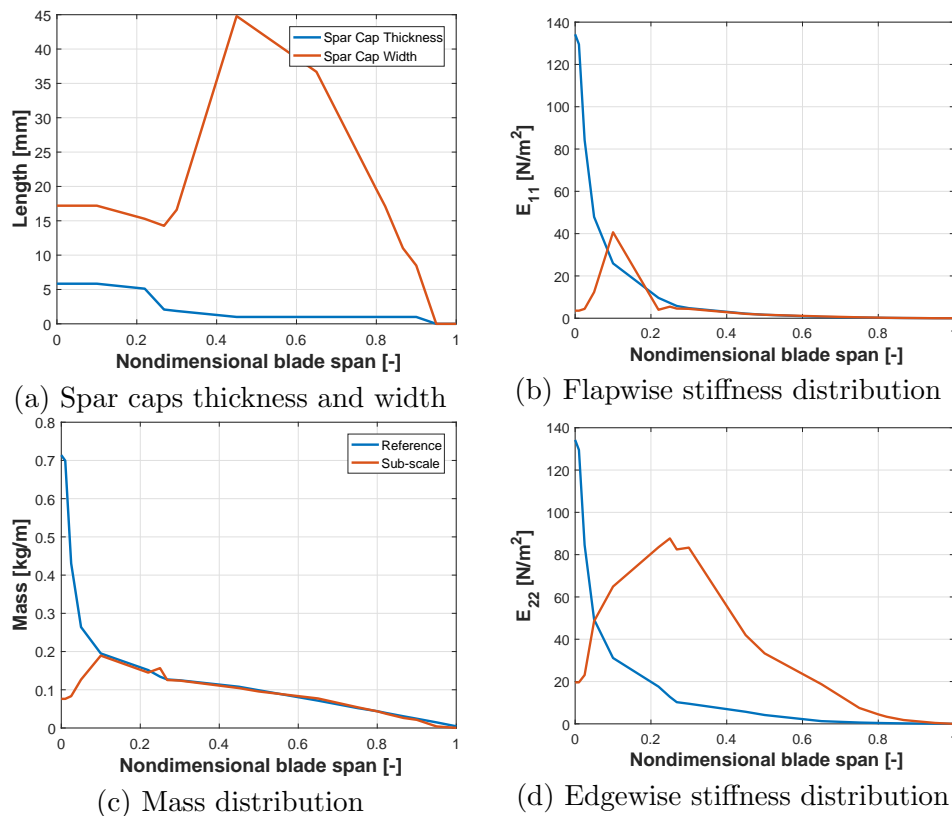 45
40
35
30
25
20
15
10
5
0
Length [mm]
Spar Cap Thickness
Spar Cap Width
0 0.2 0.4 0.6 0.8 1
Nondimensional blade span [-]
(a) Spar caps thickness and width
140
120
100
80
60
40
20
0
E11 [N/m2]
0 0.2 0.4 0.6 0.8 1
Nondimensional blade span [-]
(b) Flapwise stiffness distribution
0.8
0.7
0.6
0.5
0.4
0.3
0.2
0.1
0
Mass [kg/m]
Reference
Sub-scale
0 0.2 0.4 0.6 0.8 1
Nondimensional blade span [-]
(c) Mass distribution
140
120
100
80
60
40
20
0
E22 [N/m2]
0 0.2 0.4 0.6 0.8 1
Nondimensional blade span [-]
(d) Edgewise stiffness distribution